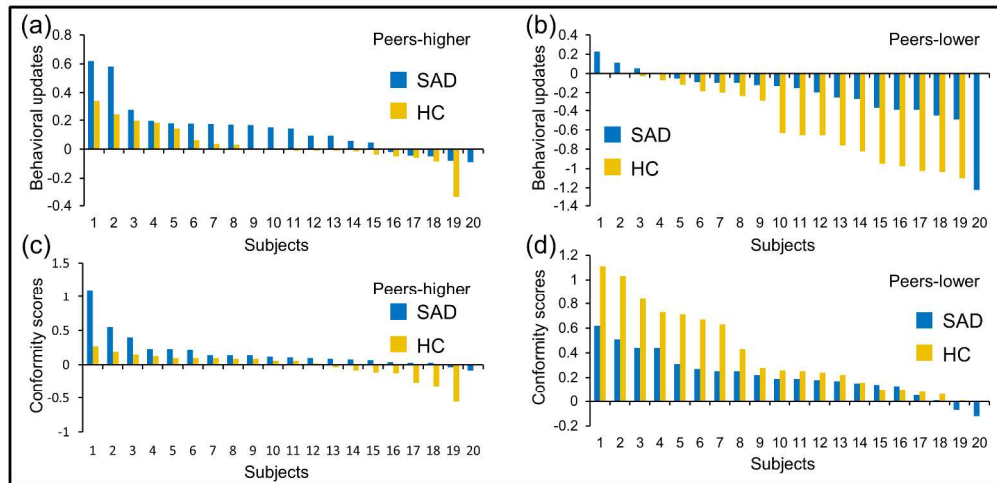 (a)
Peers-higher
SAD
HC
Behavioral updates
0.8
0.6
0.4
0.2
0
-0.2
-0.4
1 2 3 4 5 6 7 8 9 10 11 12 13 14 15 16 17 18 19 20
Subjects
(b)
Peers-lower
SAD
HC
Behavioral updates
0.4
0.2
0
-0.2
-0.4
-0.6
-0.8
-1
-1.2
-1.4
1 2 3 4 5 6 7 8 9 10 11 12 13 14 15 16 17 18 19 20
Subjects
(c)
Peers-higher
SAD
HC
Conformity scores
1.5
1
0.5
0
-0.5
-1
1 2 3 4 5 6 7 8 9 10 11 12 13 14 15 16 17 18 19 20
Subjects
(d)
Peers-lower
SAD
HC
Conformity scores
1.2
1
0.8
0.6
0.4
0.2
0
-0.2
1 2 3 4 5 6 7 8 9 10 11 12 13 14 15 16 17 18 19 20
Subjects